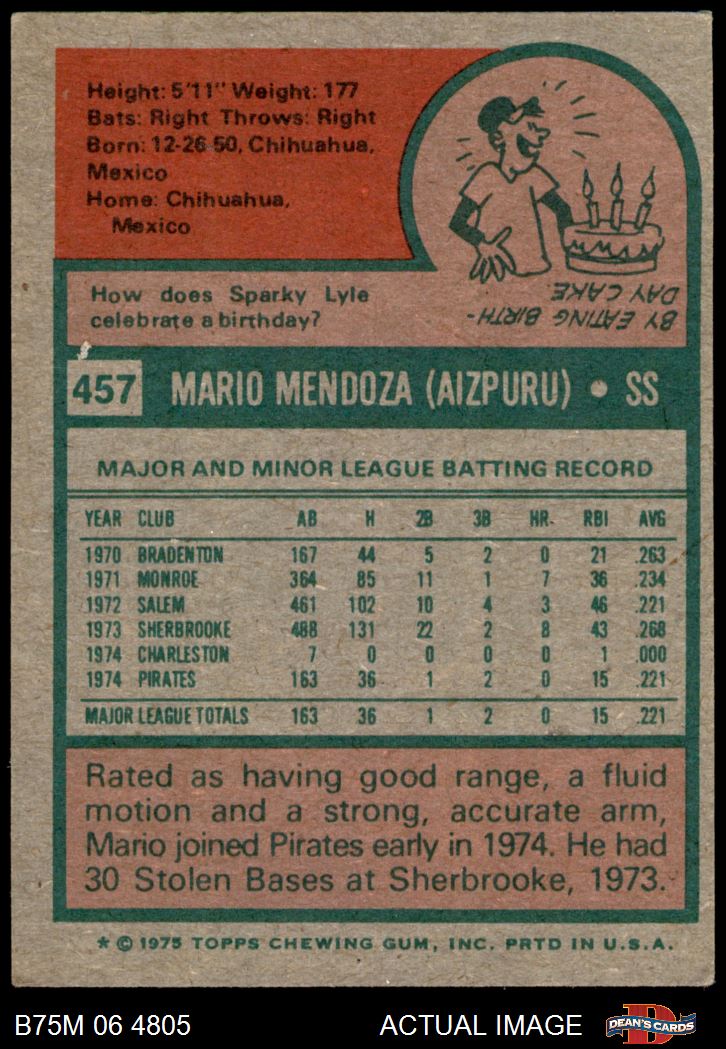 Height: 5'11" Weight: 177
Bats: Right Throws: Right
Born: 12-26-50, Chihuahua,
Mexico
Home: Chihuahua,
Mexico
How does Sparky Lyle
celebrate a birthday?
BY EATING BIRTH-
DAY CAKE
457 MARIO MENDOZA (AIZPURU) • SS
MAJOR AND MINOR LEAGUE BATTING RECORD
YEAR CLUB AB H 2B 3B HR RBI AVG
1970 BRADENTON 167 44 5 2 0 21 .263
1971 MONROE 364 85 11 1 7 36 .234
1972 SALEM 461 102 10 4 3 46 .221
1973 SHERBROOKE 488 131 22 2 8 43 .268
1974 CHARLESTON 7 0 0 0 0 1 .000
1974 PIRATES 163 36 1 2 0 15 .221
MAJOR LEAGUE TOTALS 163 36 1 2 0 15 .221
Rated as having good range, a fluid
motion and a strong, accurate arm,
Mario joined Pirates early in 1974. He had
30 Stolen Bases at Sherbrooke, 1973.
* © 1975 TOPPS CHEWING GUM, INC. PRTD IN U.S.A.
B75M 06 4805 ACTUAL IMAGE DEAN'S CARDS